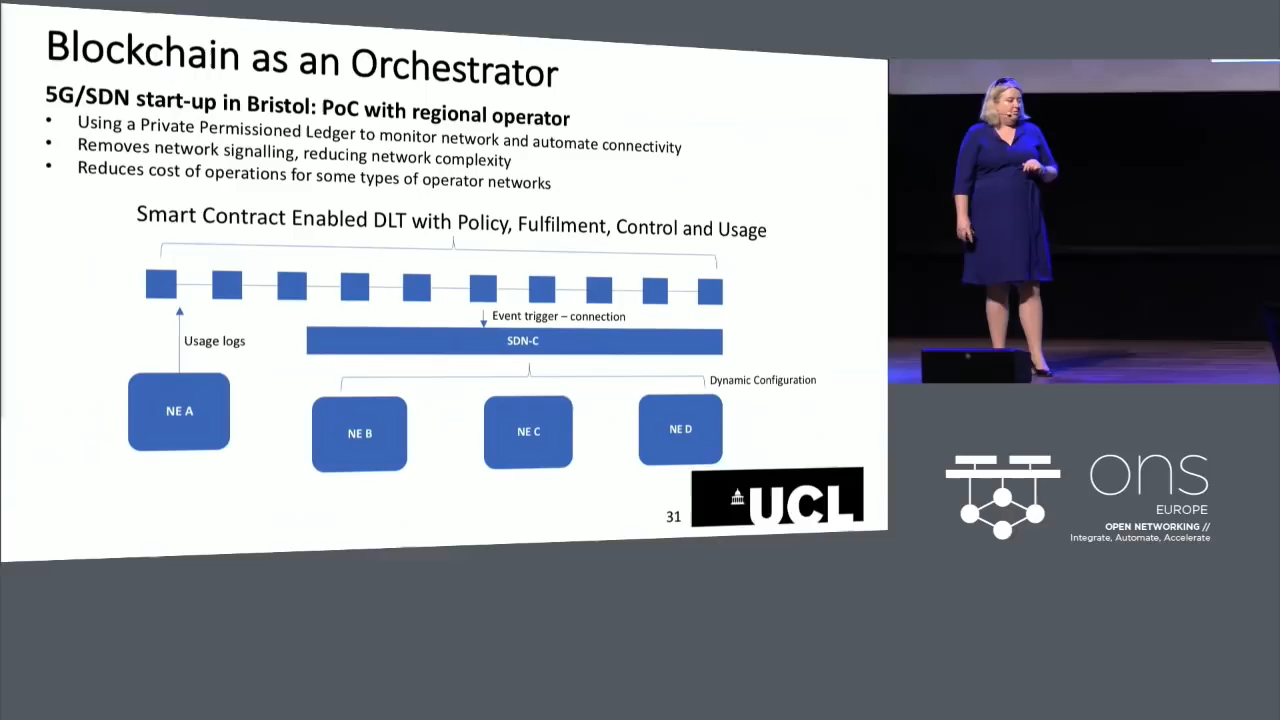 Blockchain as an Orchestrator
5G/SDN start-up in Bristol: PoC with regional operator
• Using a Private Permissioned Ledger to monitor network and automate connectivity
• Removes network signalling, reducing network complexity
• Reduces cost of operations for some types of operator networks
Smart Contract Enabled DLT with Policy, Fulfilment, Control and Usage
Event trigger – connection
Usage logs
SDN-C
Dynamic Configuration
NE A
NE B
NE C
NE D
31
UCL
ons
EUROPE
OPEN NETWORKING //
Integrate, Automate, Accelerate